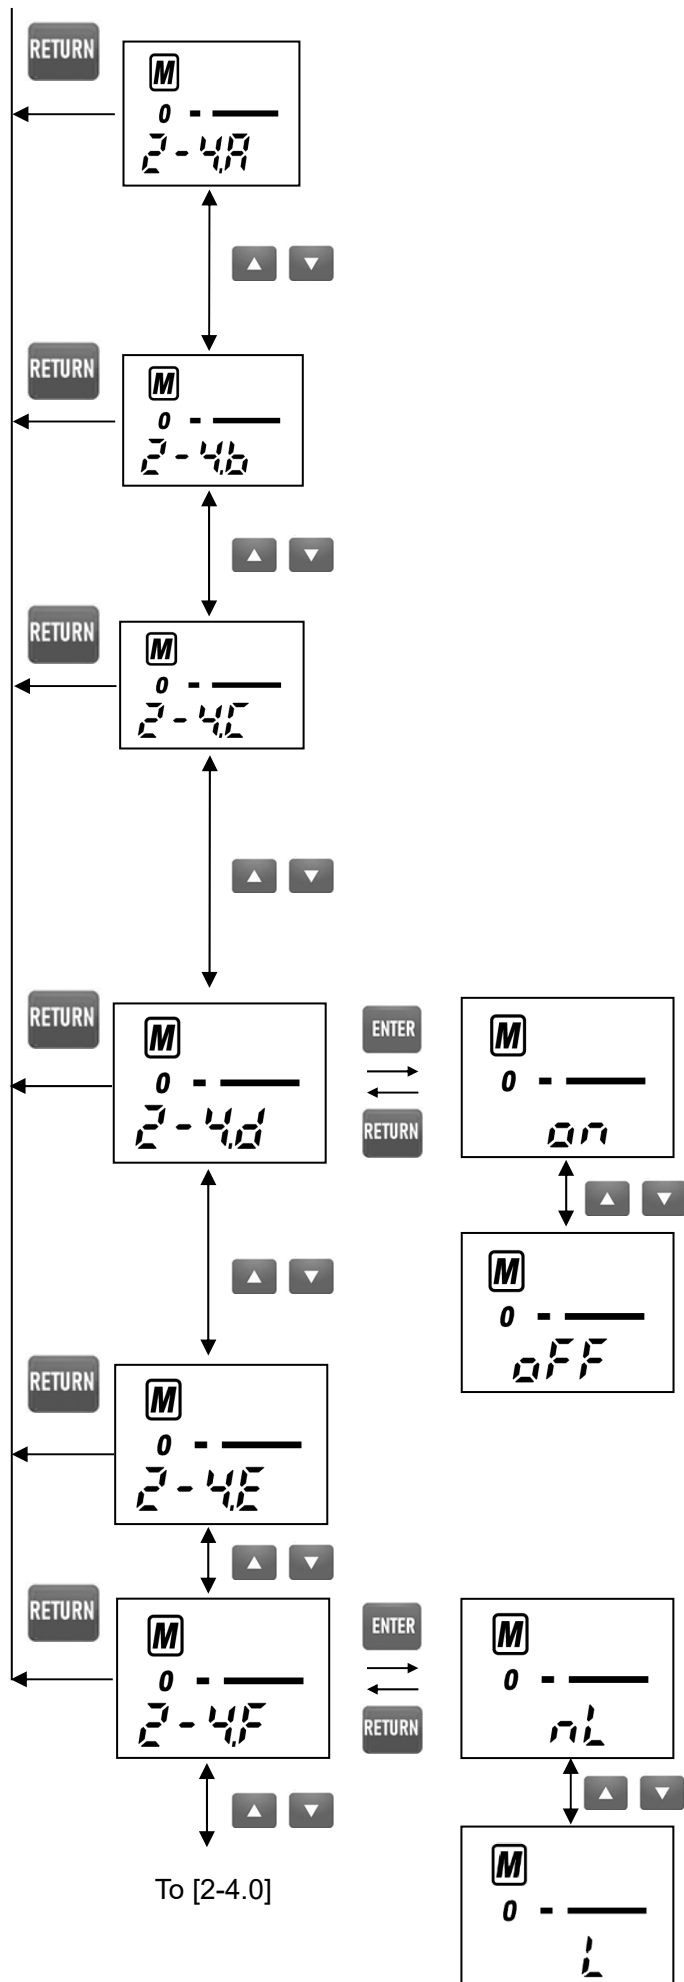 RETURN
M
0
2-4.A
RETURN
M
0
2-4.b
RETURN
M
0
2-4.C
RETURN
M
0
2-4.d
ENTER
RETURN
M
0
on
M
0
oFF
RETURN
M
0
2-4.E
RETURN
M
0
2-4.F
ENTER
RETURN
M
0
nL
M
0
L
To [2-4.0]